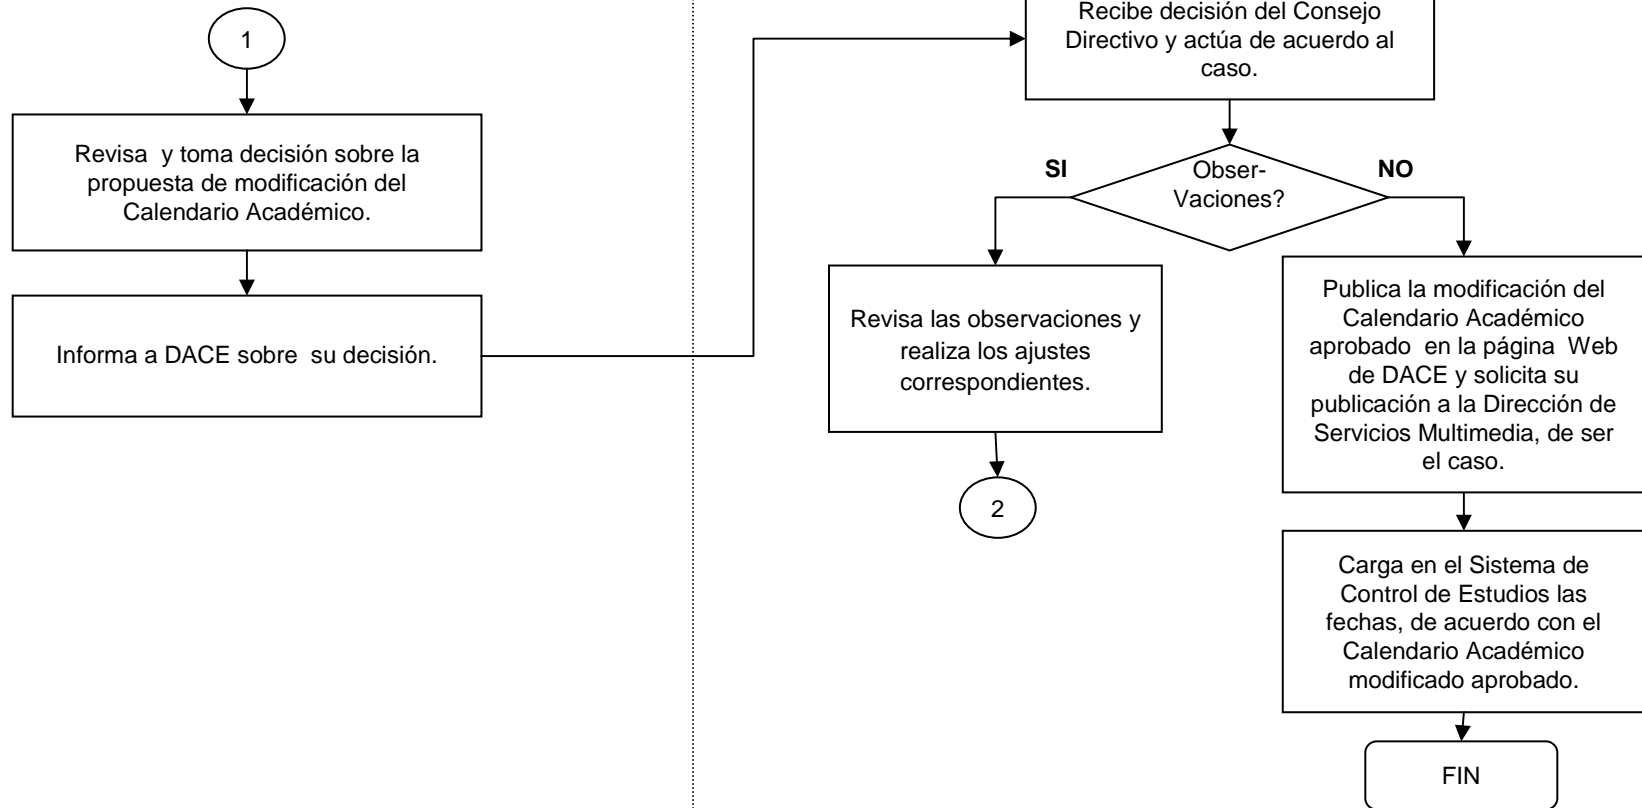 1
Revisa y toma decisión sobre la
propuesta de modificación del
Calendario Académico.
Informa a DACE sobre su decisión.
Recibe decisión del Consejo
Directivo y actúa de acuerdo al
caso.
SI
Obser-
Vaciones?
NO
Revisa las observaciones y
realiza los ajustes
correspondientes.
2
Publica la modificación del
Calendario Académico
aprobado en la página Web
de DACE y solicita su
publicación a la Dirección de
Servicios Multimedia, de ser
el caso.
Carga en el Sistema de
Control de Estudios las
fechas, de acuerdo con el
Calendario Académico
modificado aprobado.
FIN